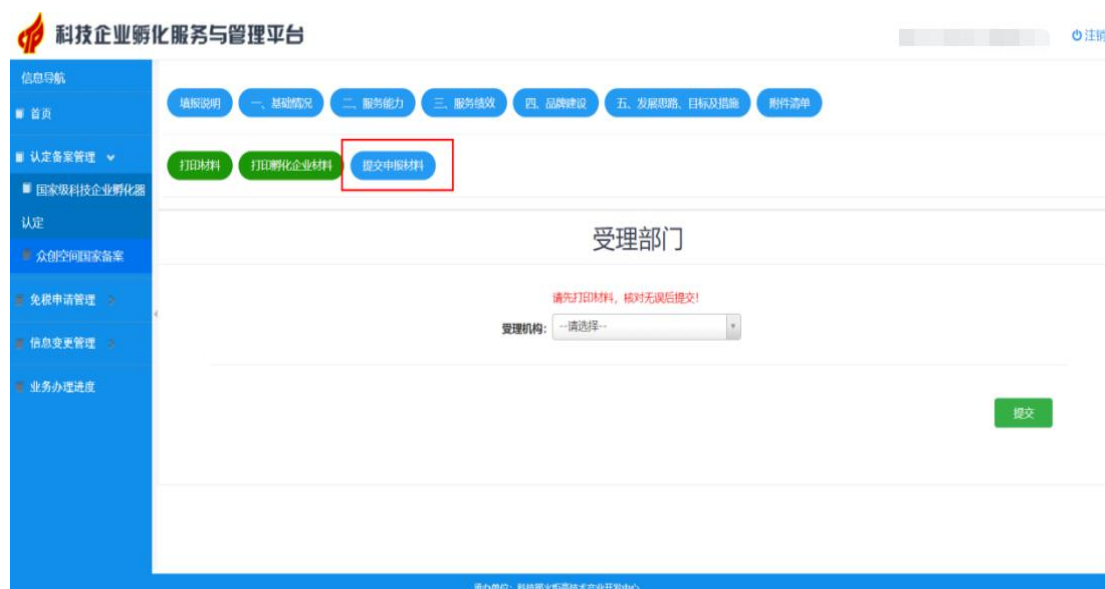 科技企业孵化服务与管理平台
注销
信息导航
首页
认定备案管理
国家级科技企业孵化器
认定
众创空间国家备案
免税申请管理
信息变更管理
业务办理进度
填报说明 一、基础情况 二、服务能力 三、服务绩效 四、品牌建设 五、发展思路、目标及措施 附件清单
打印材料 打印孵化企业材料 提交申报材料
受理部门
请先打印材料，核对无误后提交！
受理机构： --请选择--
提交